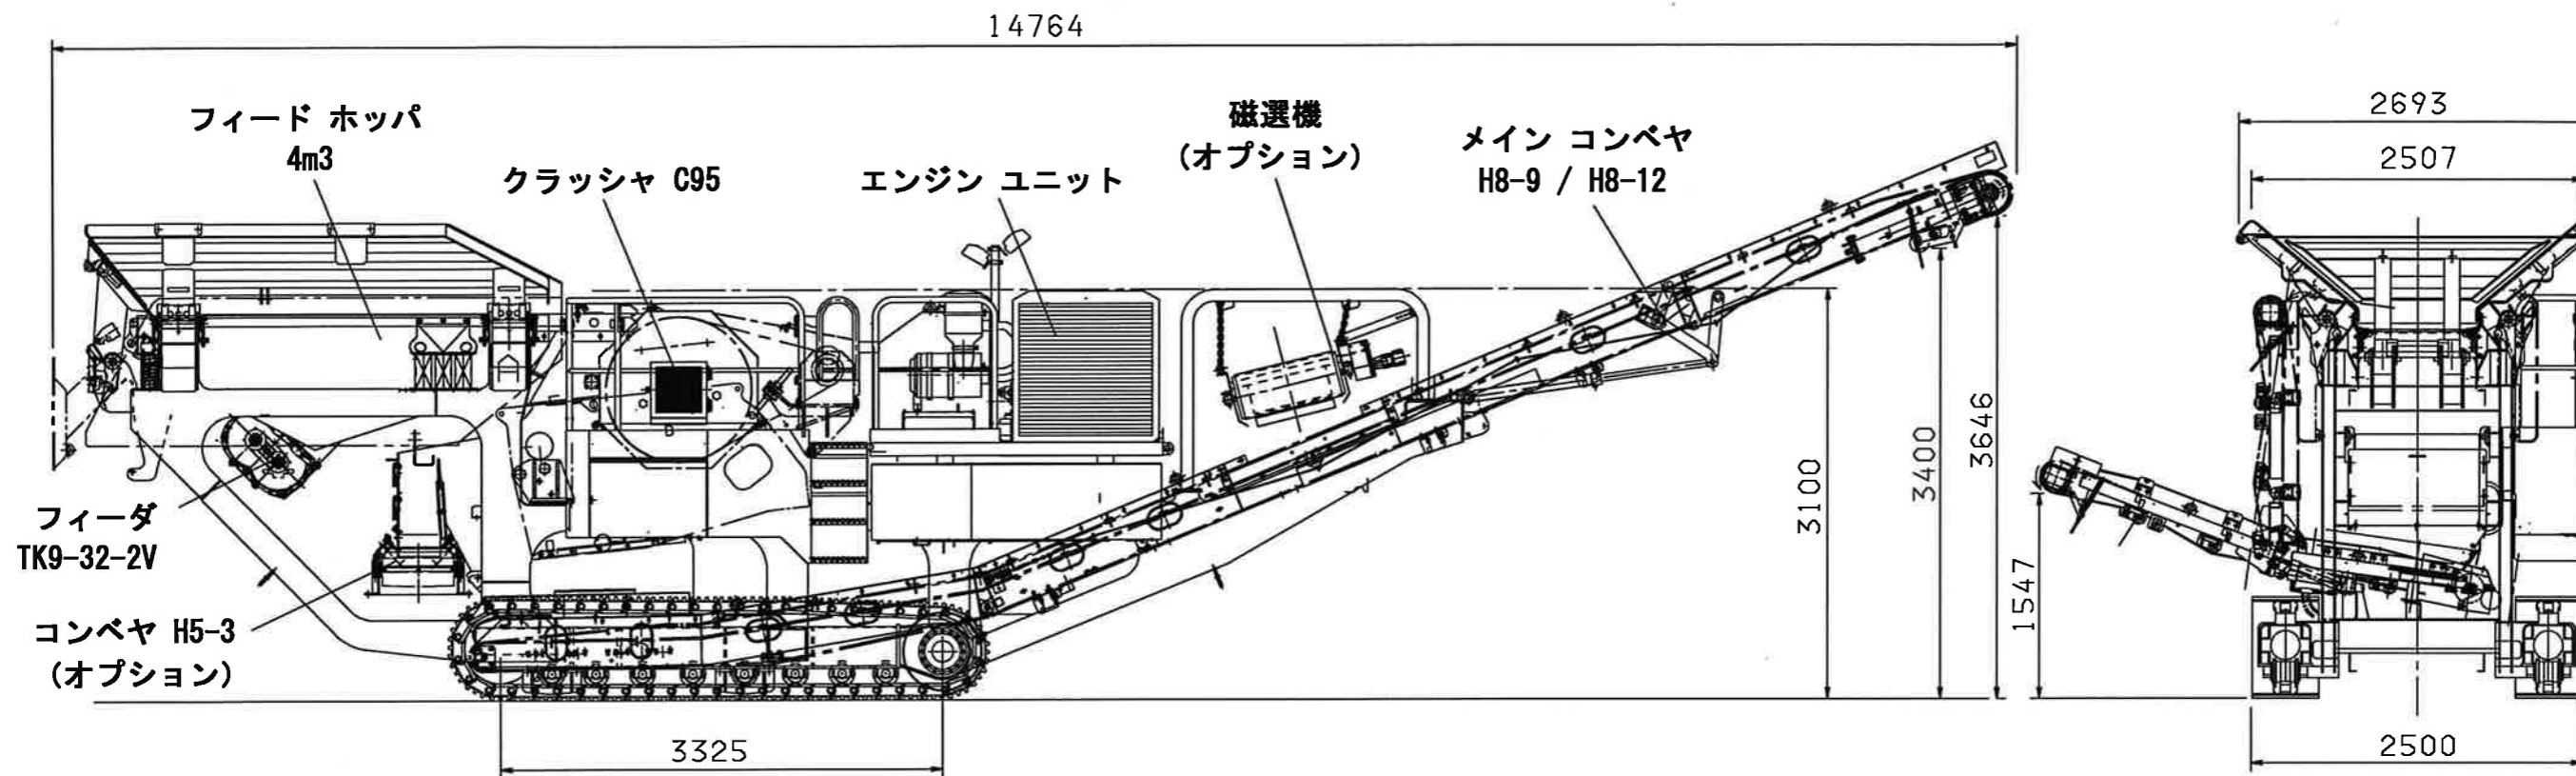 14764
フィード ホッパ
4m3
クラッシャ C95
エンジン ユニット
磁選機
(オプション)
メイン コンベヤ
H8-9 / H8-12
フィーダ
TK9-32-2V
コンベヤ H5-3
(オプション)
3325
3100
3400
3646
2693
2507
1547
2500